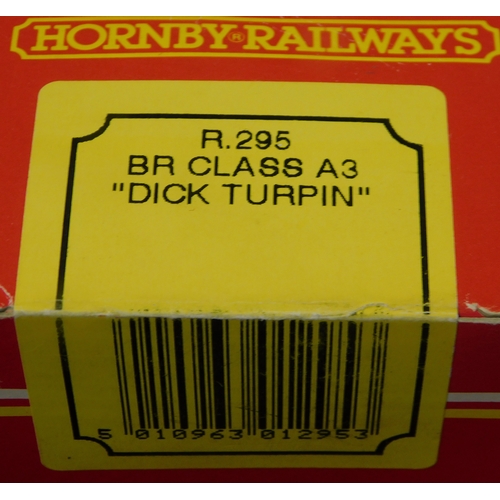 HORNBY® RAILWAYS
R.295
BR CLASS A3
"DICK TURPIN"
5 010963 012953